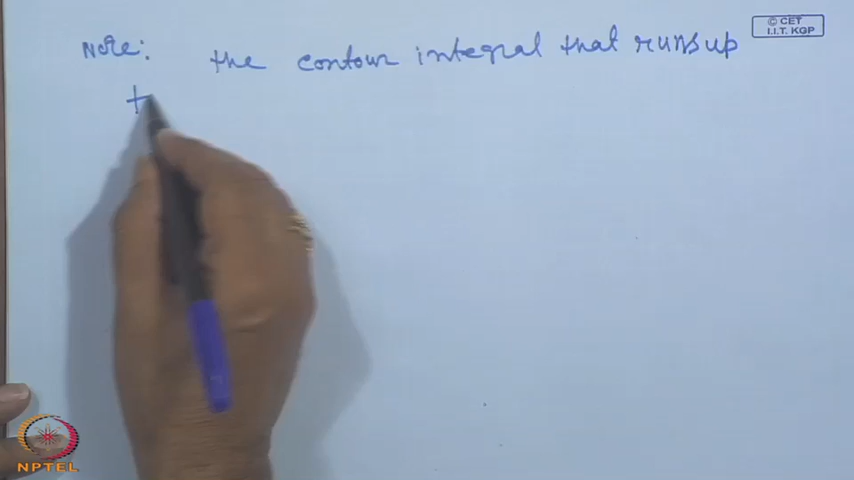 © CET
I.I.T. KGP
Note: the contour integral that runs up
t
NPTEL